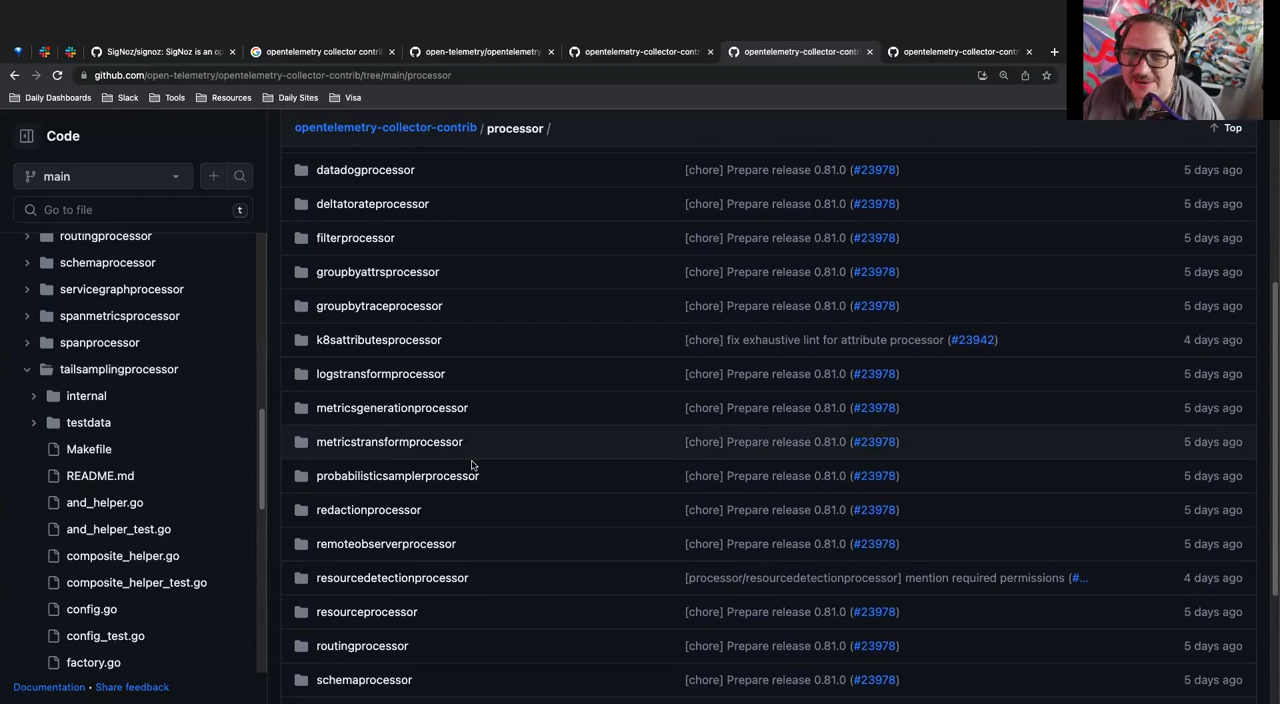 SigNoz/signoz: SigNoz is an op
opentelemetry collector contri
open-telemetry/opentelemetry
opentelemetry-collector-contri
opentelemetry-collector-contri
opentelemetry-collector-contri
github.com/open-telemetry/opentelemetry-collector-contrib/tree/main/processor
Daily Dashboards
Slack
Tools
Resources
Daily Sites
Visa
Code
main
Go to file
t
routingprocessor
schemaprocessor
servicegraphprocessor
spanmetricsprocessor
spanprocessor
tailsamplingprocessor
internal
testdata
Makefile
README.md
and_helper.go
and_helper_test.go
composite_helper.go
composite_helper_test.go
config.go
config_test.go
factory.go
Documentation • Share feedback
opentelemetry-collector-contrib / processor /
Top
datadogprocessor [chore] Prepare release 0.81.0 (#23978) 5 days ago
deltatorateprocessor [chore] Prepare release 0.81.0 (#23978) 5 days ago
filterprocessor [chore] Prepare release 0.81.0 (#23978) 5 days ago
groupbyattrsprocessor [chore] Prepare release 0.81.0 (#23978) 5 days ago
groupbytraceprocessor [chore] Prepare release 0.81.0 (#23978) 5 days ago
k8sattributesprocessor [chore] fix exhaustive lint for attribute processor (#23942) 4 days ago
logstransformprocessor [chore] Prepare release 0.81.0 (#23978) 5 days ago
metricsgenerationprocessor [chore] Prepare release 0.81.0 (#23978) 5 days ago
metricstransformprocessor [chore] Prepare release 0.81.0 (#23978) 5 days ago
probabilisticsamplerprocessor [chore] Prepare release 0.81.0 (#23978) 5 days ago
redactionprocessor [chore] Prepare release 0.81.0 (#23978) 5 days ago
remoteobserverprocessor [chore] Prepare release 0.81.0 (#23978) 5 days ago
resourcedetectionprocessor [processor/resourcedetectionprocessor] mention required permissions (#... 4 days ago
resourceprocessor [chore] Prepare release 0.81.0 (#23978) 5 days ago
routingprocessor [chore] Prepare release 0.81.0 (#23978) 5 days ago
schemaprocessor [chore] Prepare release 0.81.0 (#23978) 5 days ago